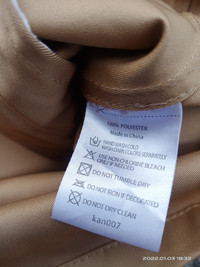 100% POLYESTER
Made in China
HAND WASH COLD
WASH DARK COLORS SEPARATELY
USE NON-CHLORINE BLEACH
ONLY IF NEEDED
DO NOT TUMBLE DRY
DO NOT IRON IF DECORATED
DO NOT DRY CLEAN
kan007
2022.01.03 16:32